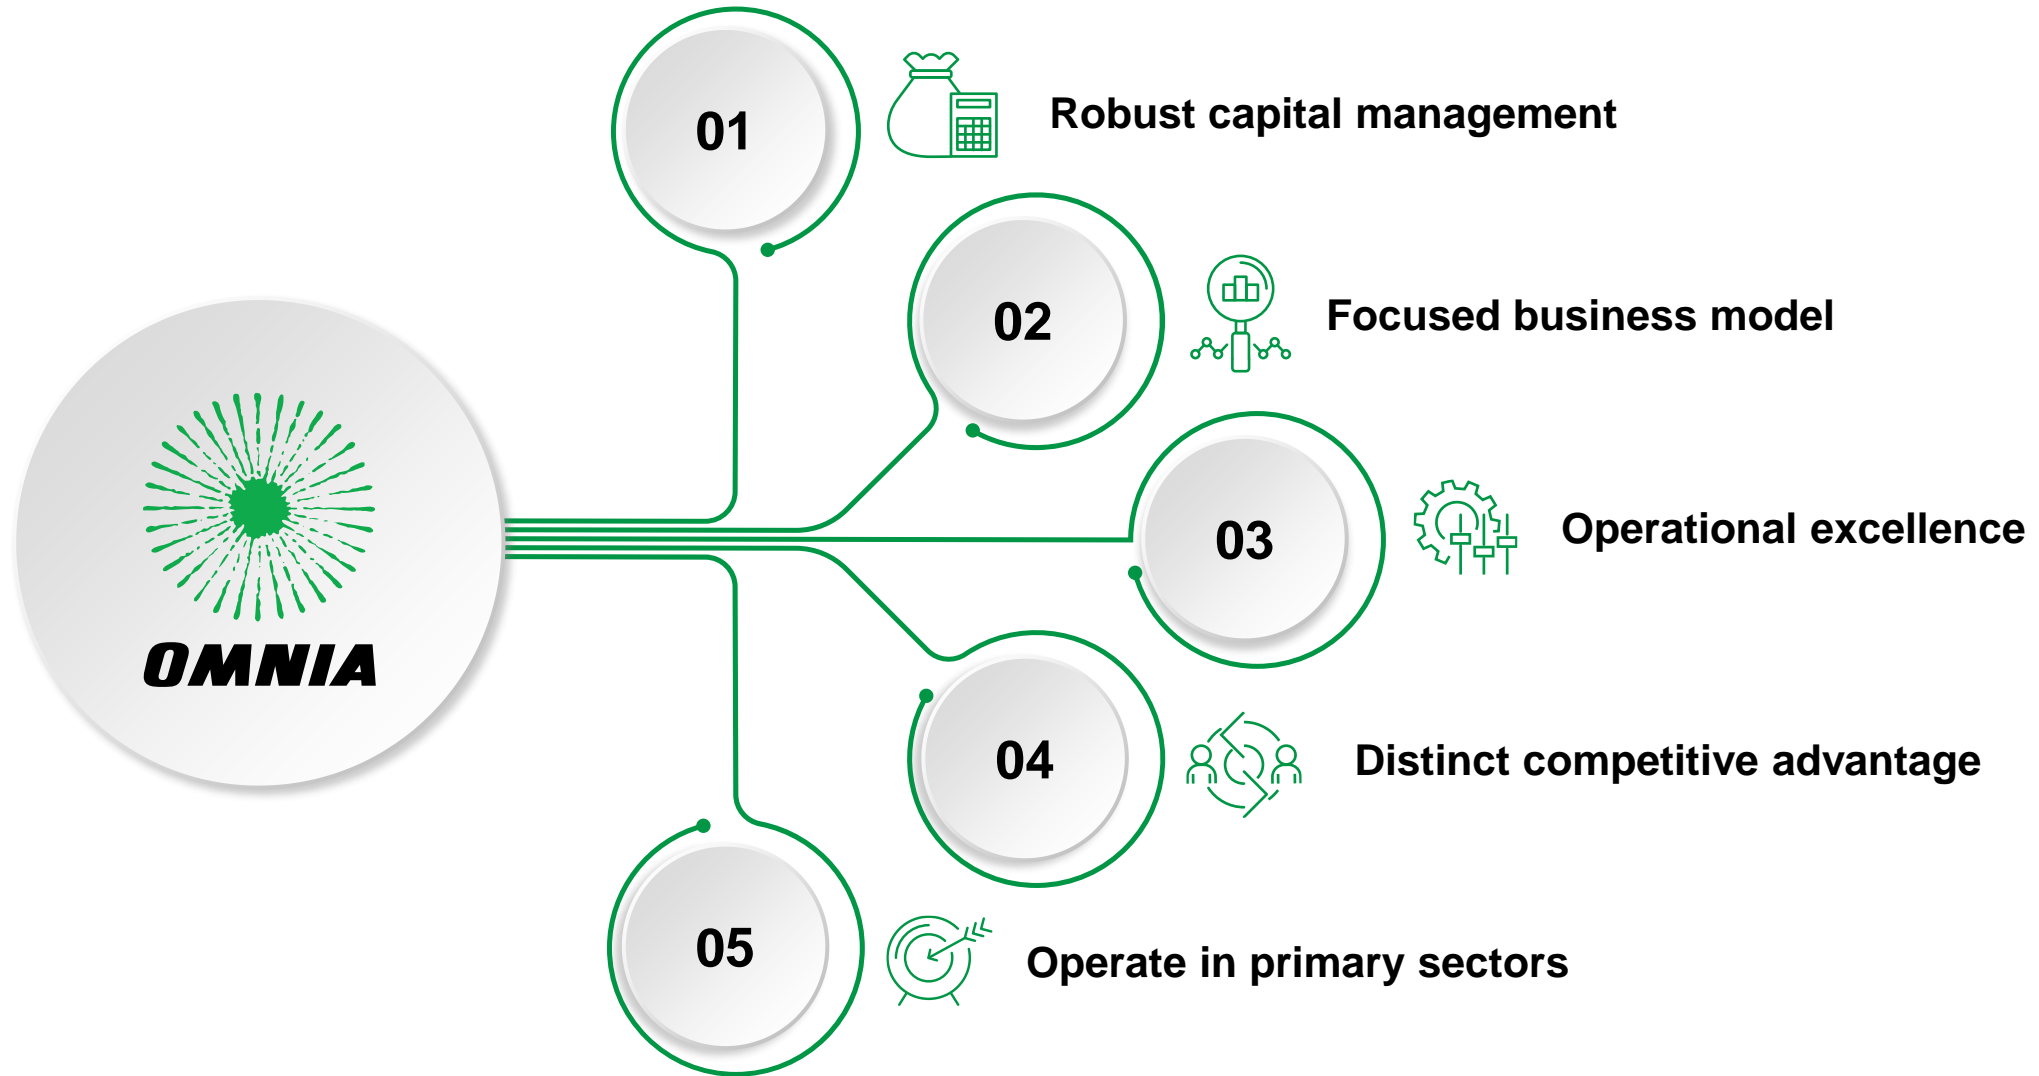 OMNIA
01
Robust capital management
02
Focused business model
03
Operational excellence
04
Distinct competitive advantage
05
Operate in primary sectors